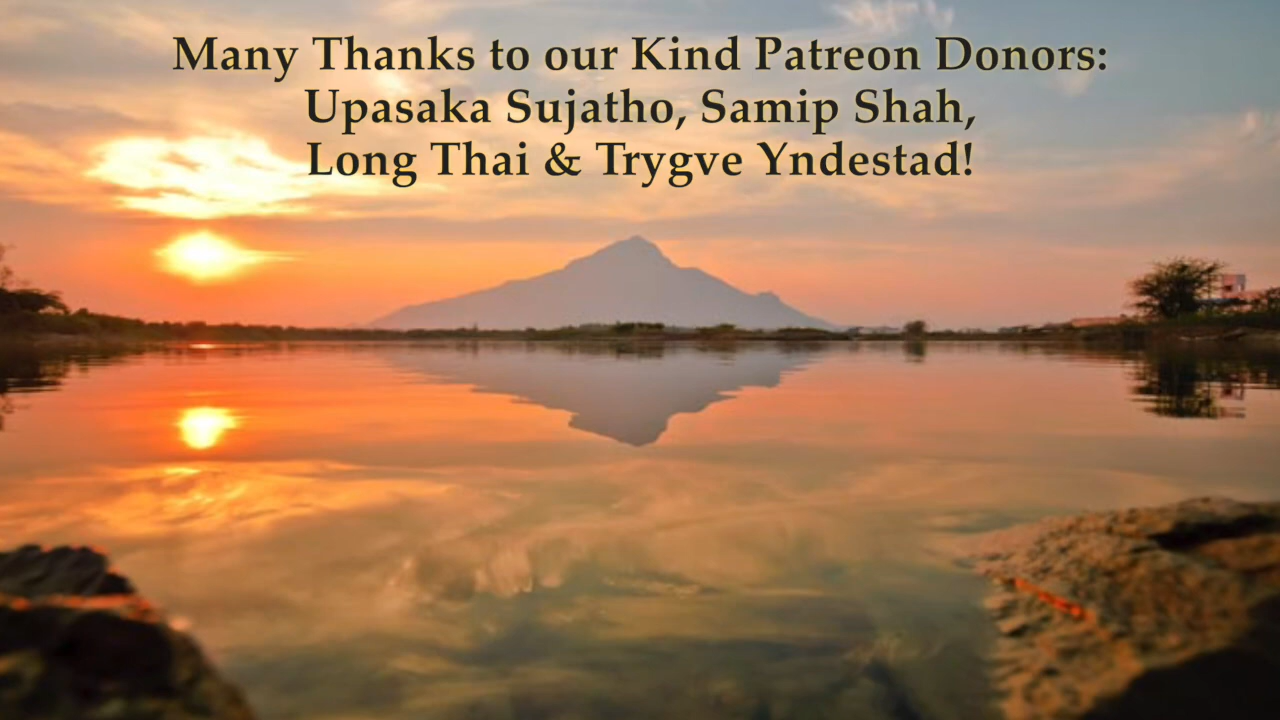 Many Thanks to our Kind Patreon Donors:
Upasaka Sujatho, Samip Shah,
Long Thai & Trygve Yndestad!